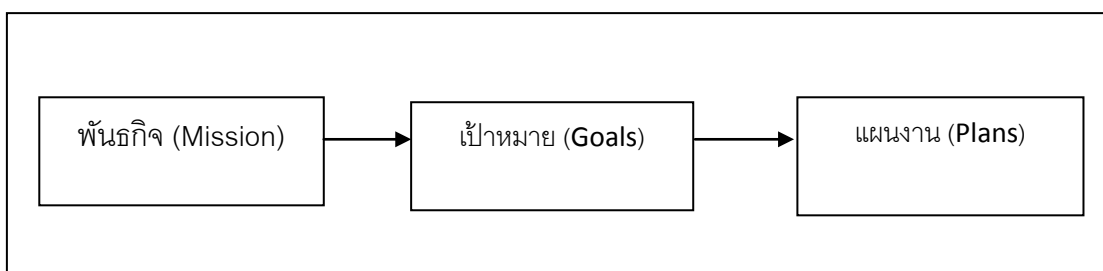 พันธกิจ (Mission)
เป้าหมาย (Goals)
แผนงาน (Plans)